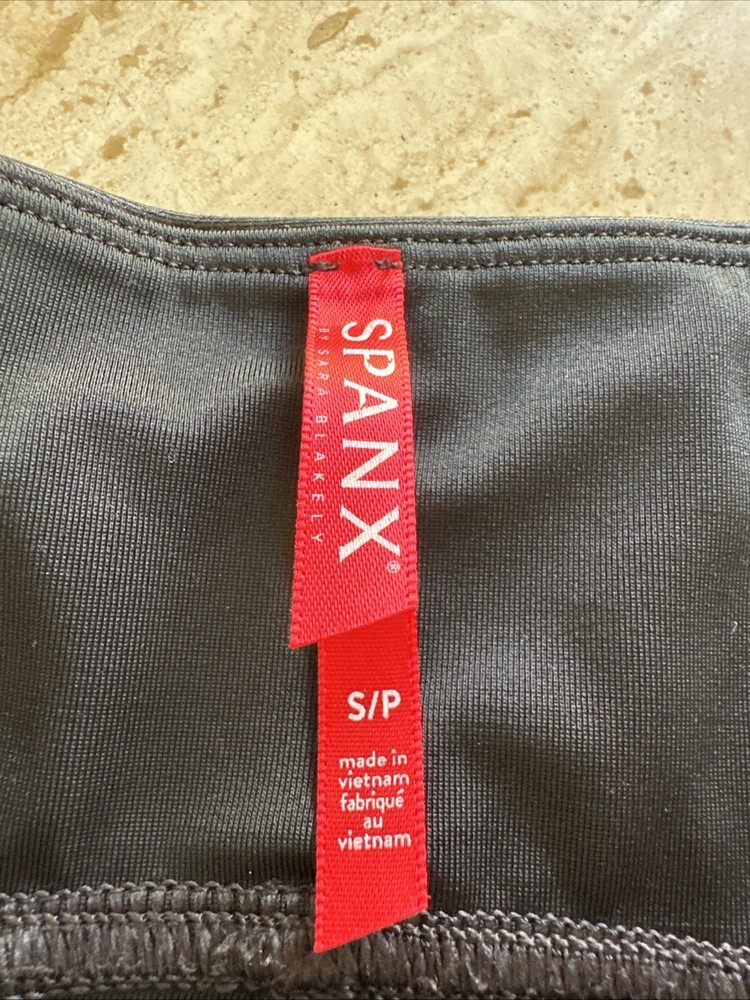 SPANX®
BY SARA BLAKELY
S/P
made in
vietnam
fabriqué
au
vietnam